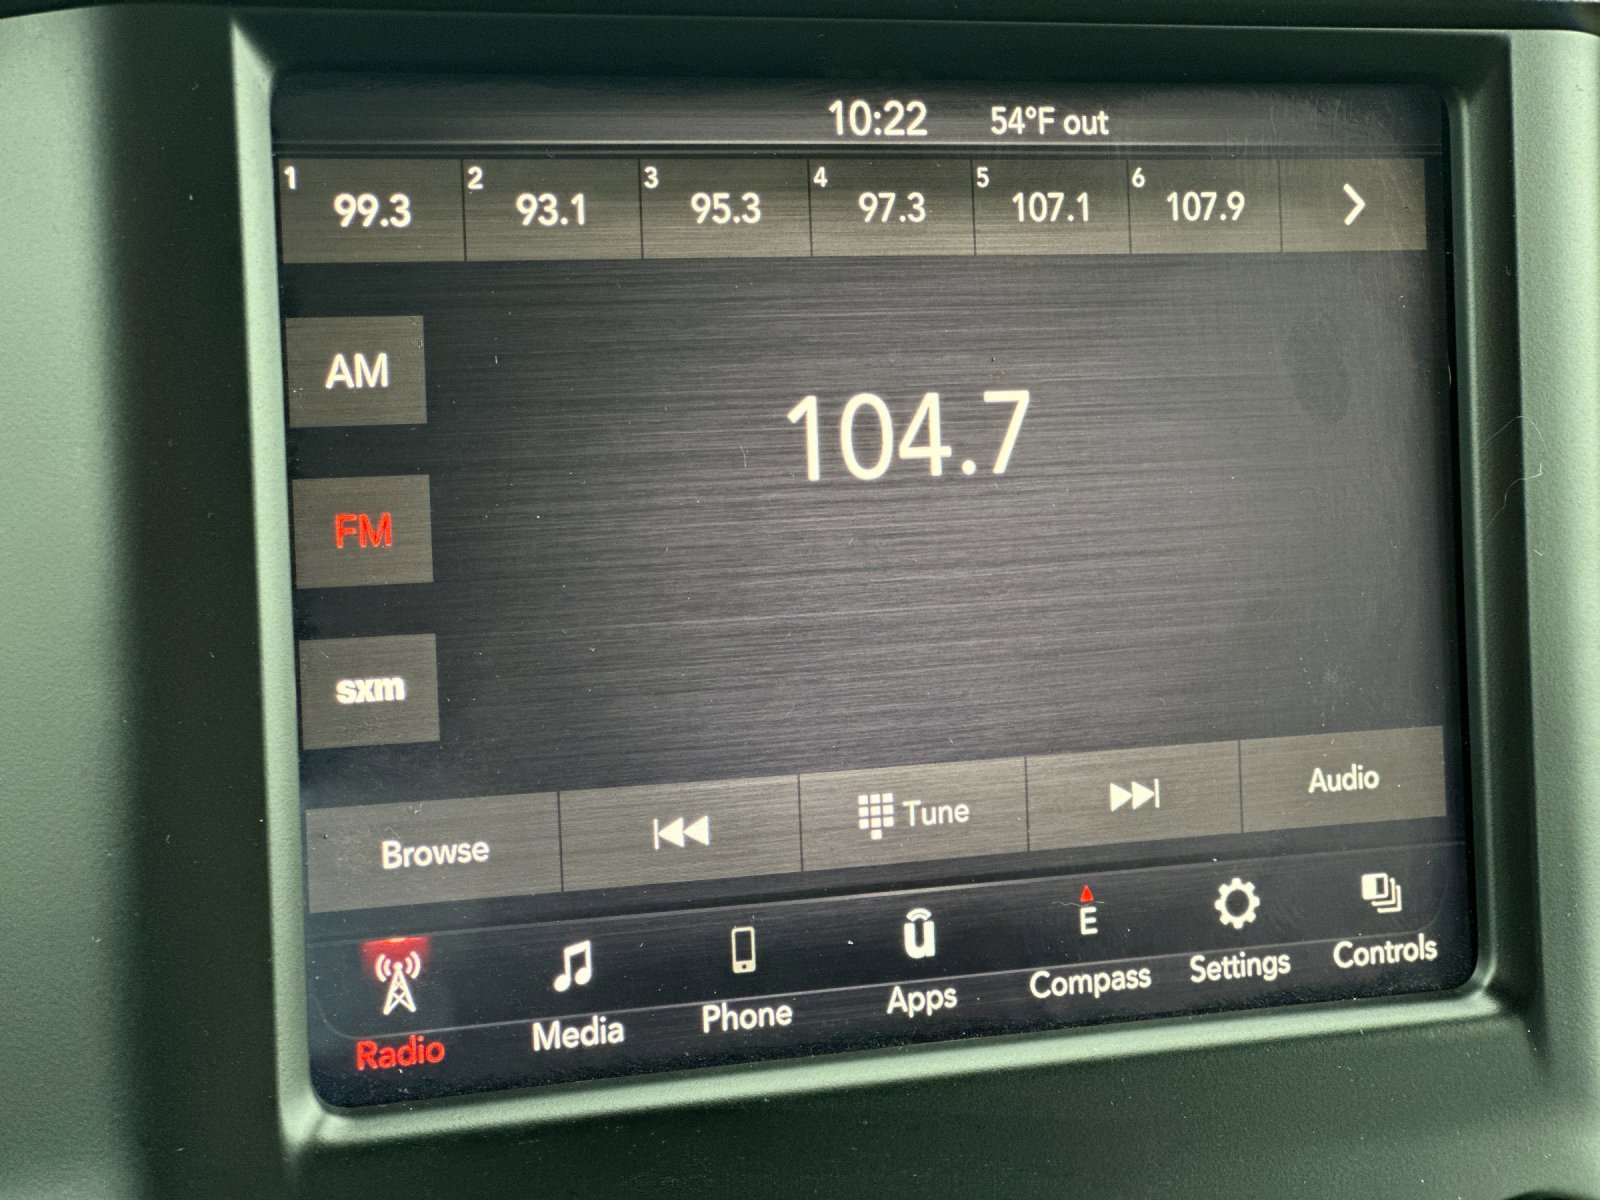 10:22 54°F out
1 99.3 2 93.1 3 95.3 4 97.3 5 107.1 6 107.9
AM
104.7
FM
sxm
Browse Tune Audio
E
Radio Media Phone Apps Compass Settings Controls